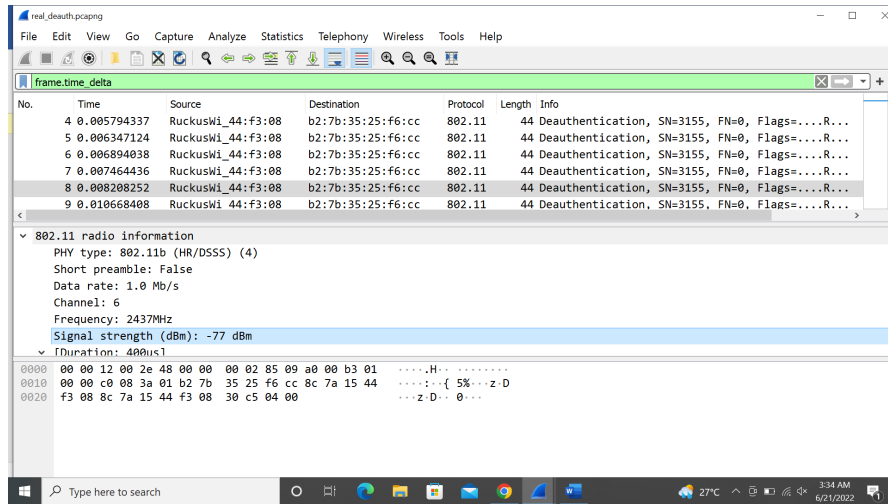 real_deauth.pcapng
File Edit View Go Capture Analyze Statistics Telephony Wireless Tools Help
frame.time_delta
No. Time Source Destination Protocol Length Info
4 0.005794337 RuckusWi_44:f3:08 b2:7b:35:25:f6:cc 802.11 44 Deauthentication, SN=3155, FN=0, Flags=....R...
5 0.006347124 RuckusWi_44:f3:08 b2:7b:35:25:f6:cc 802.11 44 Deauthentication, SN=3155, FN=0, Flags=....R...
6 0.006894038 RuckusWi_44:f3:08 b2:7b:35:25:f6:cc 802.11 44 Deauthentication, SN=3155, FN=0, Flags=....R...
7 0.007464436 RuckusWi_44:f3:08 b2:7b:35:25:f6:cc 802.11 44 Deauthentication, SN=3155, FN=0, Flags=....R...
8 0.008208252 RuckusWi_44:f3:08 b2:7b:35:25:f6:cc 802.11 44 Deauthentication, SN=3155, FN=0, Flags=....R...
9 0.010668408 RuckusWi_44:f3:08 b2:7b:35:25:f6:cc 802.11 44 Deauthentication, SN=3155, FN=0, Flags=....R...
802.11 radio information
PHY type: 802.11b (HR/DSSS) (4)
Short preamble: False
Data rate: 1.0 Mb/s
Channel: 6
Frequency: 2437MHz
Signal strength (dBm): -77 dBm
[Duration: 400us]
0000 00 00 12 00 2e 48 00 00 00 02 85 09 a0 00 b3 01 ·····.H·· ········
0010 00 00 c0 08 3a 01 b2 7b 35 25 f6 cc 8c 7a 15 44 ····:··{ 5%···z·D
0020 f3 08 8c 7a 15 44 f3 08 30 c5 04 00 ···z·D·· 0···
Type here to search
27°C
3:34 AM
6/21/2022